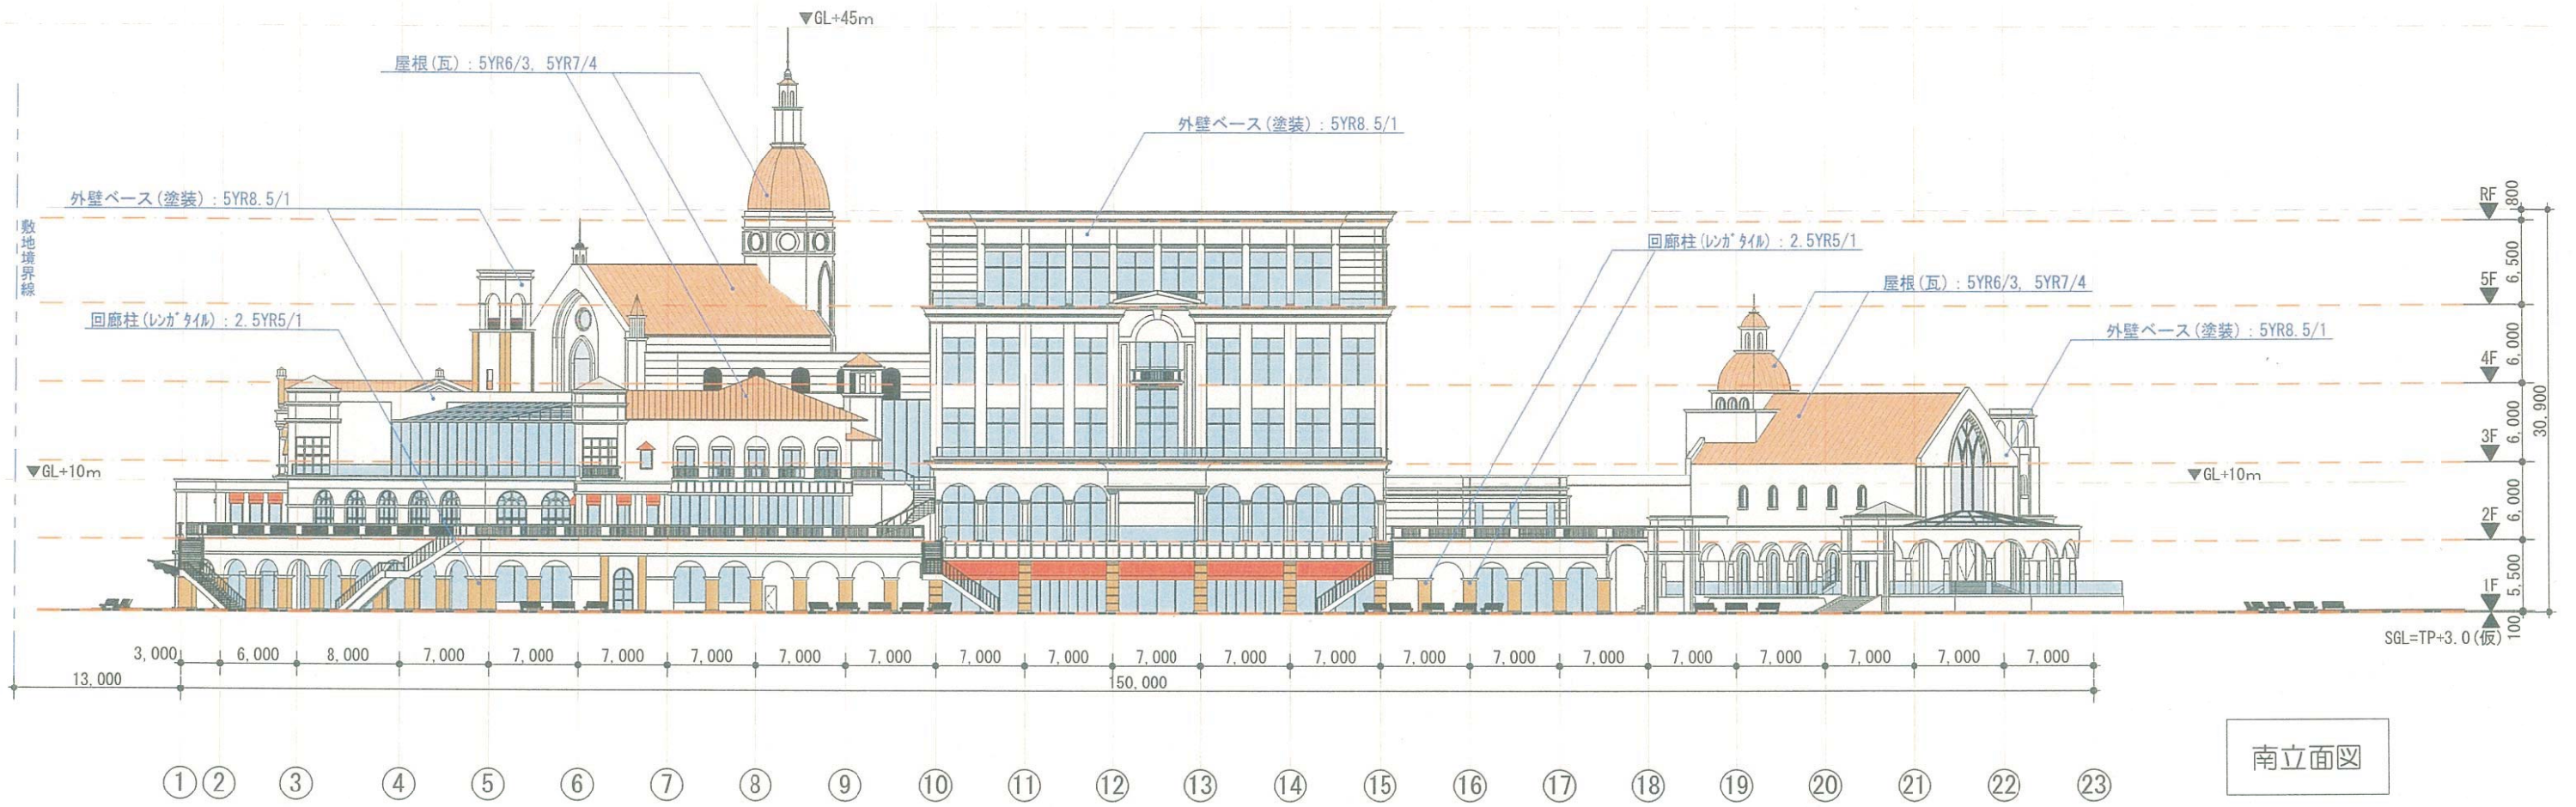 ▼GL+45m
屋根(瓦):5YR6/3, 5YR7/4
外壁ベース(塗装):5YR8.5/1
外壁ベース(塗装):5YR8.5/1
敷地境界線
回廊柱(レンガタイル):2.5YR5/1
回廊柱(レンガタイル):2.5YR5/1
屋根(瓦):5YR6/3, 5YR7/4
外壁ベース(塗装):5YR8.5/1
▼GL+10m
▼GL+10m
RF
800
5F
6,500
4F
6,000
3F
6,000
30,900
2F
6,000
1F
5,500
100
SGL=TP+3.0(仮)
3,000 6,000 8,000 7,000 7,000 7,000 7,000 7,000 7,000 7,000 7,000 7,000 7,000 7,000 7,000 7,000 7,000 7,000 7,000 7,000 7,000 7,000
13,000 150,000
南立面図
① ② ③ ④ ⑤ ⑥ ⑦ ⑧ ⑨ ⑩ ⑪ ⑫ ⑬ ⑭ ⑮ ⑯ ⑰ ⑱ ⑲ ⑳ ㉑ ㉒ ㉓